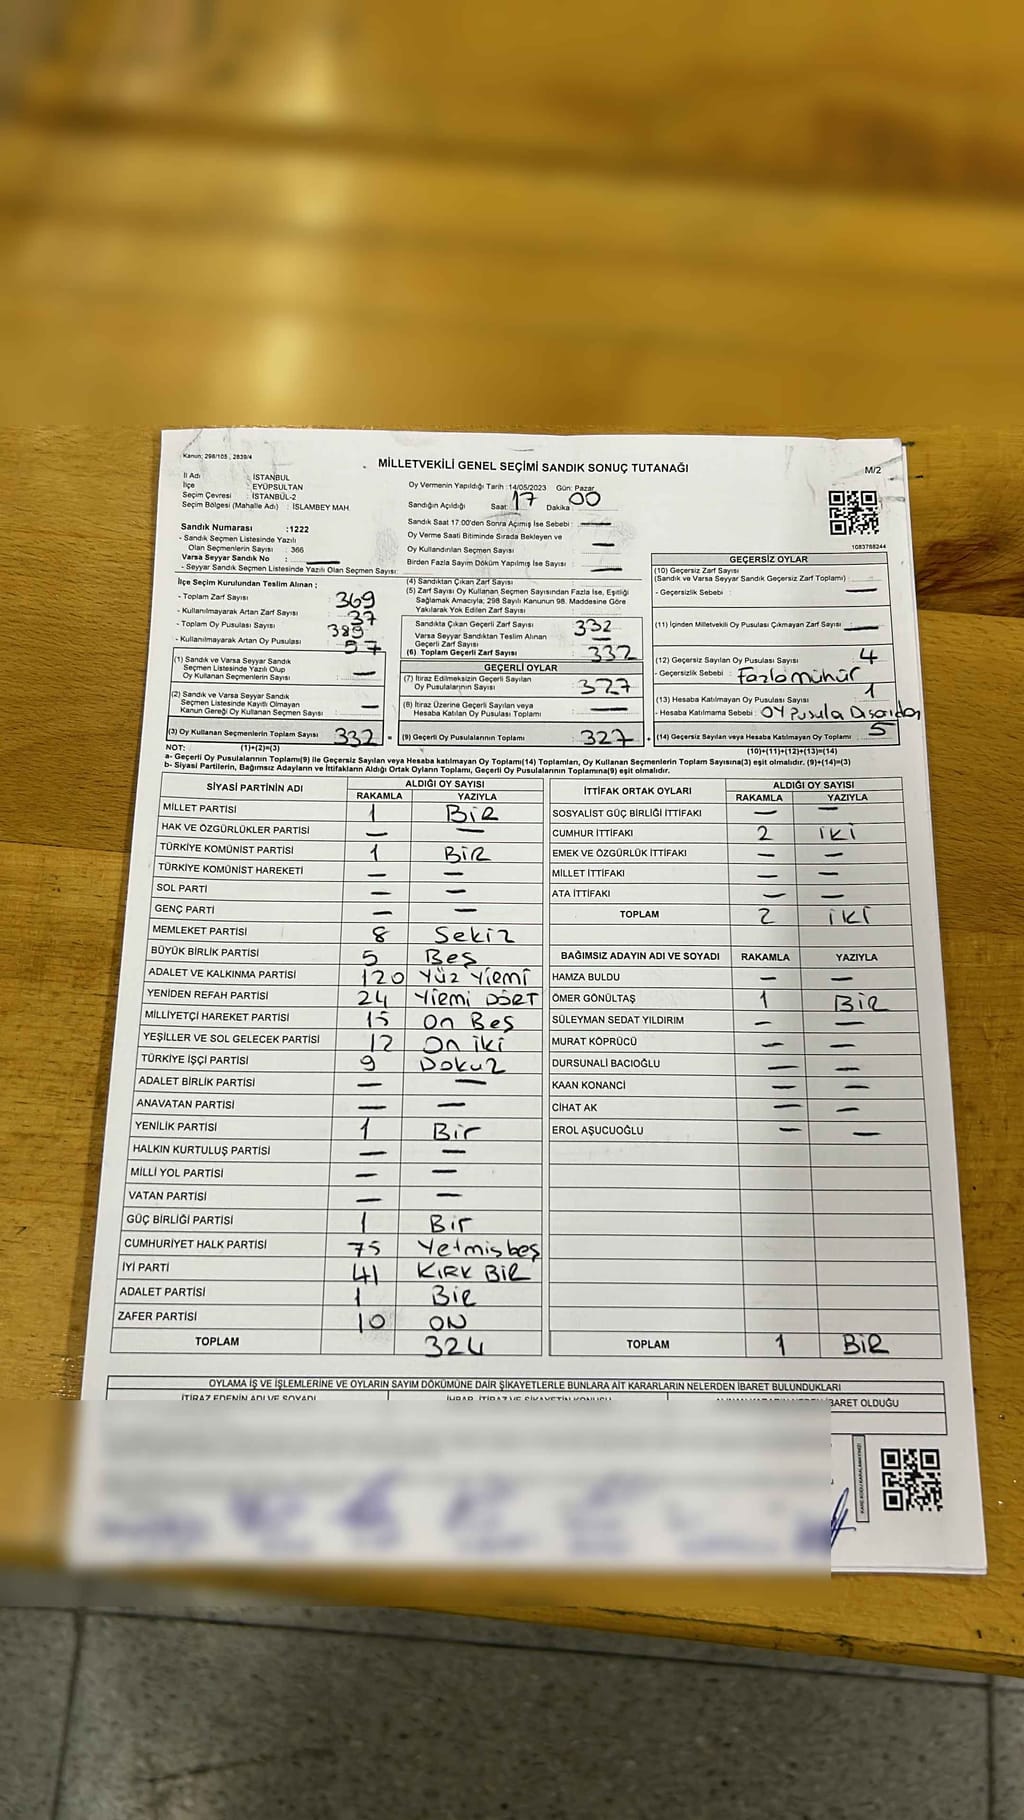 Kanun; 298/105 , 2839/4
MİLLETVEKİLİ GENEL SEÇİMİ SANDIK SONUÇ TUTANAĞI
M/2
İl Adı : İSTANBUL
İlçe : EYÜPSULTAN
Seçim Çevresi : İSTANBUL-2
Seçim Bölgesi (Mahalle Adı) : İSLAMBEY MAH.
Sandık Numarası :1222
- Sandık Seçmen Listesinde Yazılı
Olan Seçmenlerin Sayısı : 366
Varsa Seyyar Sandık No : —
- Seyyar Sandık Seçmen Listesinde Yazılı Olan Seçmen Sayısı:
Oy Vermenin Yapıldığı Tarih :14/05/2023 Gün: Pazar
Sandığın Açıldığı Saat 17 Dakika 00
Sandık Saat 17.00'den Sonra Açımış İse Sebebi : —
Oy Verme Saati Bitiminde Sırada Bekleyen ve
Oy Kullandırılan Seçmen Sayısı —
Birden Fazla Sayım Döküm Yapılmış İse Sayısı : —
1083788244
İlçe Seçim Kurulundan Teslim Alınan :
- Toplam Zarf Sayısı 369
- Kullanılmayarak Artan Zarf Sayısı 37
- Toplam Oy Pusulası Sayısı 389
- Kullanılmayarak Artan Oy Pusulası 57
(1) Sandık ve Varsa Seyyar Sandık
Seçmen Listesinde Yazılı Olup
Oy Kullanan Seçmenlerin Sayısı —
(2) Sandık ve Varsa Seyyar Sandık
Seçmen Listesinde Kayıtlı Olmayan
Kanun Gereği Oy Kullanan Seçmen Sayısı —
(3) Oy Kullanan Seçmenlerin Toplam Sayısı 332 =
(4) Sandıktan Çıkan Zarf Sayısı
(5) Zarf Sayısı Oy Kullanan Seçmen Sayısından Fazla İse, Eşitliği
Sağlamak Amacıyla; 298 Sayılı Kanunun 98. Maddesine Göre
Yakılarak Yok Edilen Zarf Sayısı
Sandıkta Çıkan Geçerli Zarf Sayısı 332
Varsa Seyyar Sandıktan Teslim Alınan
Geçerli Zarf Sayısı —
(6) Toplam Geçerli Zarf Sayısı 332
GEÇERLİ OYLAR
(7) İtiraz Edilmeksizin Geçerli Sayılan
Oy Pusulalarının Sayısı : 327
(8) İtiraz Üzerine Geçerli Sayılan veya
Hesaba Katılan Oy Pusulası Toplamı —
(9) Geçerli Oy Pusulalarının Toplamı 327 +
GEÇERSİZ OYLAR
(10) Geçersiz Zarf Sayısı
(Sandık ve Varsa Seyyar Sandık Geçersiz Zarf Toplamı) —
- Geçersizlik Sebebi : —
(11) İçinden Milletvekili Oy Pusulası Çıkmayan Zarf Sayısı —
(12) Geçersiz Sayılan Oy Pusulası Sayısı 4
- Geçersizlik Sebebi : Fazla mühür
(13) Hesaba Katılmayan Oy Pusulası Sayısı 1
- Hesaba Katılmama Sebebi : OY Pusula
(14) Geçersiz Sayılan veya Hesaba Katılmayan Oy Toplamı 5
NOT: (1)+(2)=(3)
(10)+(11)+(12)+(13)=(14)
a- Geçerli Oy Pusulalarının Toplamı(9) ile Geçersiz Sayılan veya Hesaba katılmayan Oy Toplamı(14) Toplamları, Oy Kullanan Seçmenlerin Toplam Sayısına(3) eşit olmalıdır. (9)+(14)=(3)
b- Siyasi Partilerin, Bağımsız Adayların ve İttifakların Aldığı Ortak Oyların Toplamı, Geçerli Oy Pusulalarının Toplamına(9) eşit olmalıdır.
SİYASİ PARTİNİN ADI ALDIĞI OY SAYISI
RAKAMLA YAZIYLA
MİLLET PARTİSİ 1 BİR
HAK VE ÖZGÜRLÜKLER PARTİSİ — —
TÜRKİYE KOMÜNİST PARTİSİ 1 BİR
TÜRKİYE KOMÜNİST HAREKETİ — —
SOL PARTİ — —
GENÇ PARTİ — —
MEMLEKET PARTİSİ 8 Sekiz
BÜYÜK BİRLİK PARTİSİ 5 Beş
ADALET VE KALKINMA PARTİSİ 120 Yüz Yiemi
YENİDEN REFAH PARTİSİ 24 Yiemi DöRT
MİLLİYETÇİ HAREKET PARTİSİ 15 On Beş
YEŞİLLER VE SOL GELECEK PARTİSİ 12 On iki
TÜRKİYE İŞÇİ PARTİSİ 9 Dokuz
ADALET BİRLİK PARTİSİ — —
ANAVATAN PARTİSİ — —
YENİLİK PARTİSİ 1 Bir
HALKIN KURTULUŞ PARTİSİ — —
MİLLİ YOL PARTİSİ — —
VATAN PARTİSİ — —
GÜÇ BİRLİĞİ PARTİSİ 1 Bir
CUMHURİYET HALK PARTİSİ 75 Yetmişbeş
İYİ PARTİ 41 KIRK BİR
ADALET PARTİSİ 1 BİR
ZAFER PARTİSİ 10 ON
TOPLAM 324
İTTİFAK ORTAK OYLARI ALDIĞI OY SAYISI
RAKAMLA YAZIYLA
SOSYALİST GÜÇ BİRLİĞİ İTTİFAKI — —
CUMHUR İTTİFAKI 2 iKİ
EMEK VE ÖZGÜRLÜK İTTİFAKI — —
MİLLET İTTİFAKI — —
ATA İTTİFAKI — —
TOPLAM 2 iKİ
BAĞIMSIZ ADAYIN ADI VE SOYADI RAKAMLA YAZIYLA
HAMZA BULDU — —
ÖMER GÖNÜLTAŞ 1 BİR
SÜLEYMAN SEDAT YILDIRIM — —
MURAT KÖPRÜCÜ — —
DURSUNALİ BACIOĞLU — —
KAAN KONANCİ — —
CİHAT AK — —
EROL AŞUCUOĞLU — —
TOPLAM 1 BİR
OYLAMA İŞ VE İŞLEMLERİNE VE OYLARIN SAYIM DÖKÜMÜNE DAİR ŞİKAYETLERLE BUNLARA AİT KARARLARIN NELERDEN İBARET BULUNDUKLARI
İTİRAZ EDENİN ADI VE SOYADI İHBAR, İTİRAZ VE ŞİKAYETİN KONUSU BARET OLDUĞU